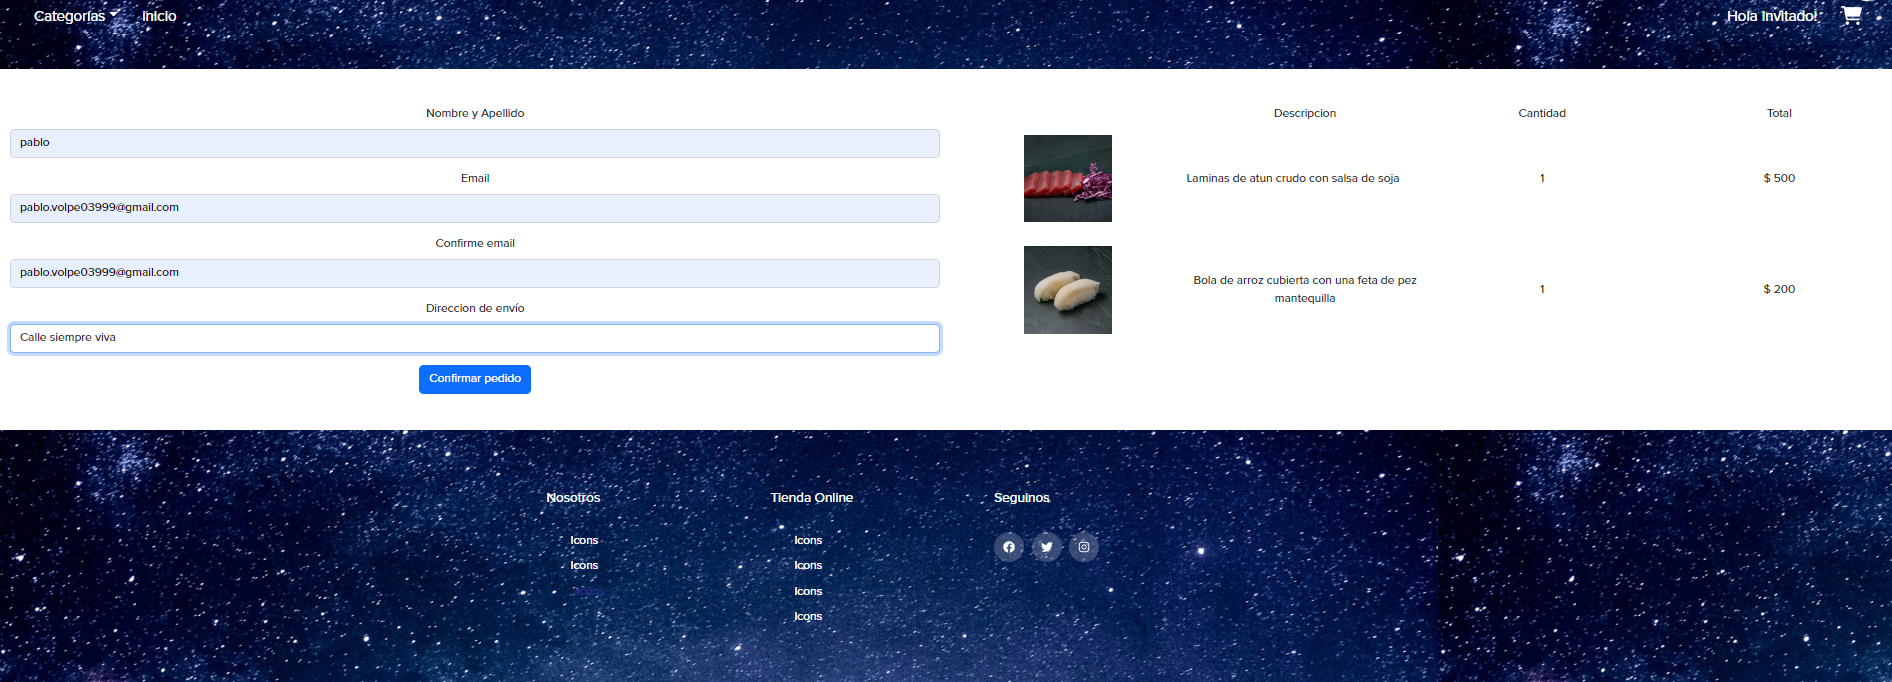 Categorías
Inicio
Hola Invitado!
Nombre y Apellido
pablo
Email
pablo.volpe03999@gmail.com
Confirme email
pablo.volpe03999@gmail.com
Direccion de envío
Calle siempre viva
Confirmar pedido
Descripcion Cantidad Total
Laminas de atun crudo con salsa de soja 1 $ 500
Bola de arroz cubierta con una feta de pez
mantequilla
1 $ 200
Nosotros
Icons
Icons
Icons
Tienda Online
Icons
Icons
Icons
Icons
Seguinos